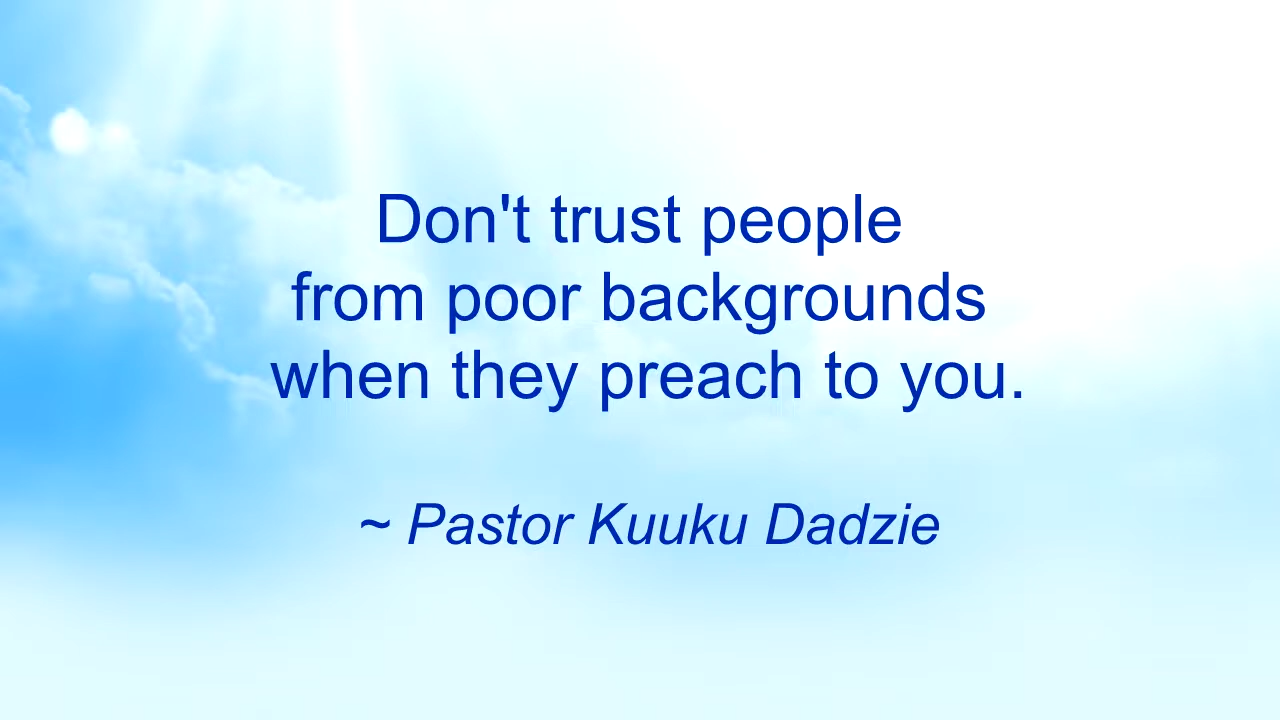 Don't trust people
from poor backgrounds
when they preach to you.
~ Pastor Kuuku Dadzie